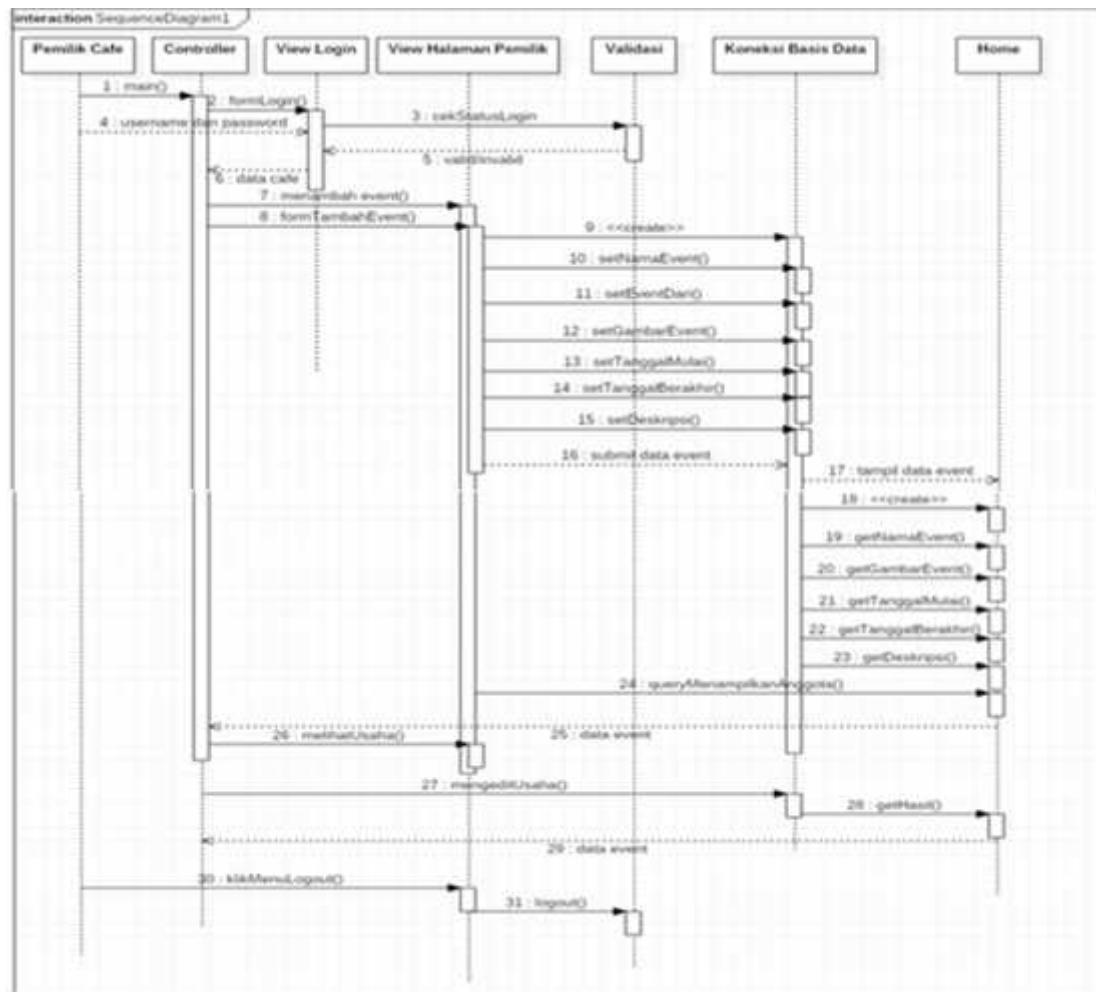 interaction SequenceDiagram1
Pemilik Cafe
Controller
View Login
View Halaman Pemilik
Validasi
Koneksi Basis Data
Home
1 : main()
2 : formLogin()
3 : cekStatusLogin
4 : username dan password
5 : valid/invalid
6 : data cafe
7 : menambah event()
8 : formTambahEvent()
9 : <<create>>
10 : setNamaEvent()
11 : setEventDari()
12 : setGambarEvent()
13 : setTanggalMulai()
14 : setTanggalBerakhir()
15 : setDeskripsi()
16 : submit data event
17 : tampil data event
18 : <<create>>
19 : getNamaEvent()
20 : getGambarEvent()
21 : getTanggalMulai()
22 : getTanggalBerakhir()
23 : getDeskripsi()
24 : queryMenampilkanAnggota()
25 : data event
26 : melihatUsaha()
27 : mengeditUsaha()
28 : getHasil()
29 : data event
30 : klikMenuLogout()
31 : logout()